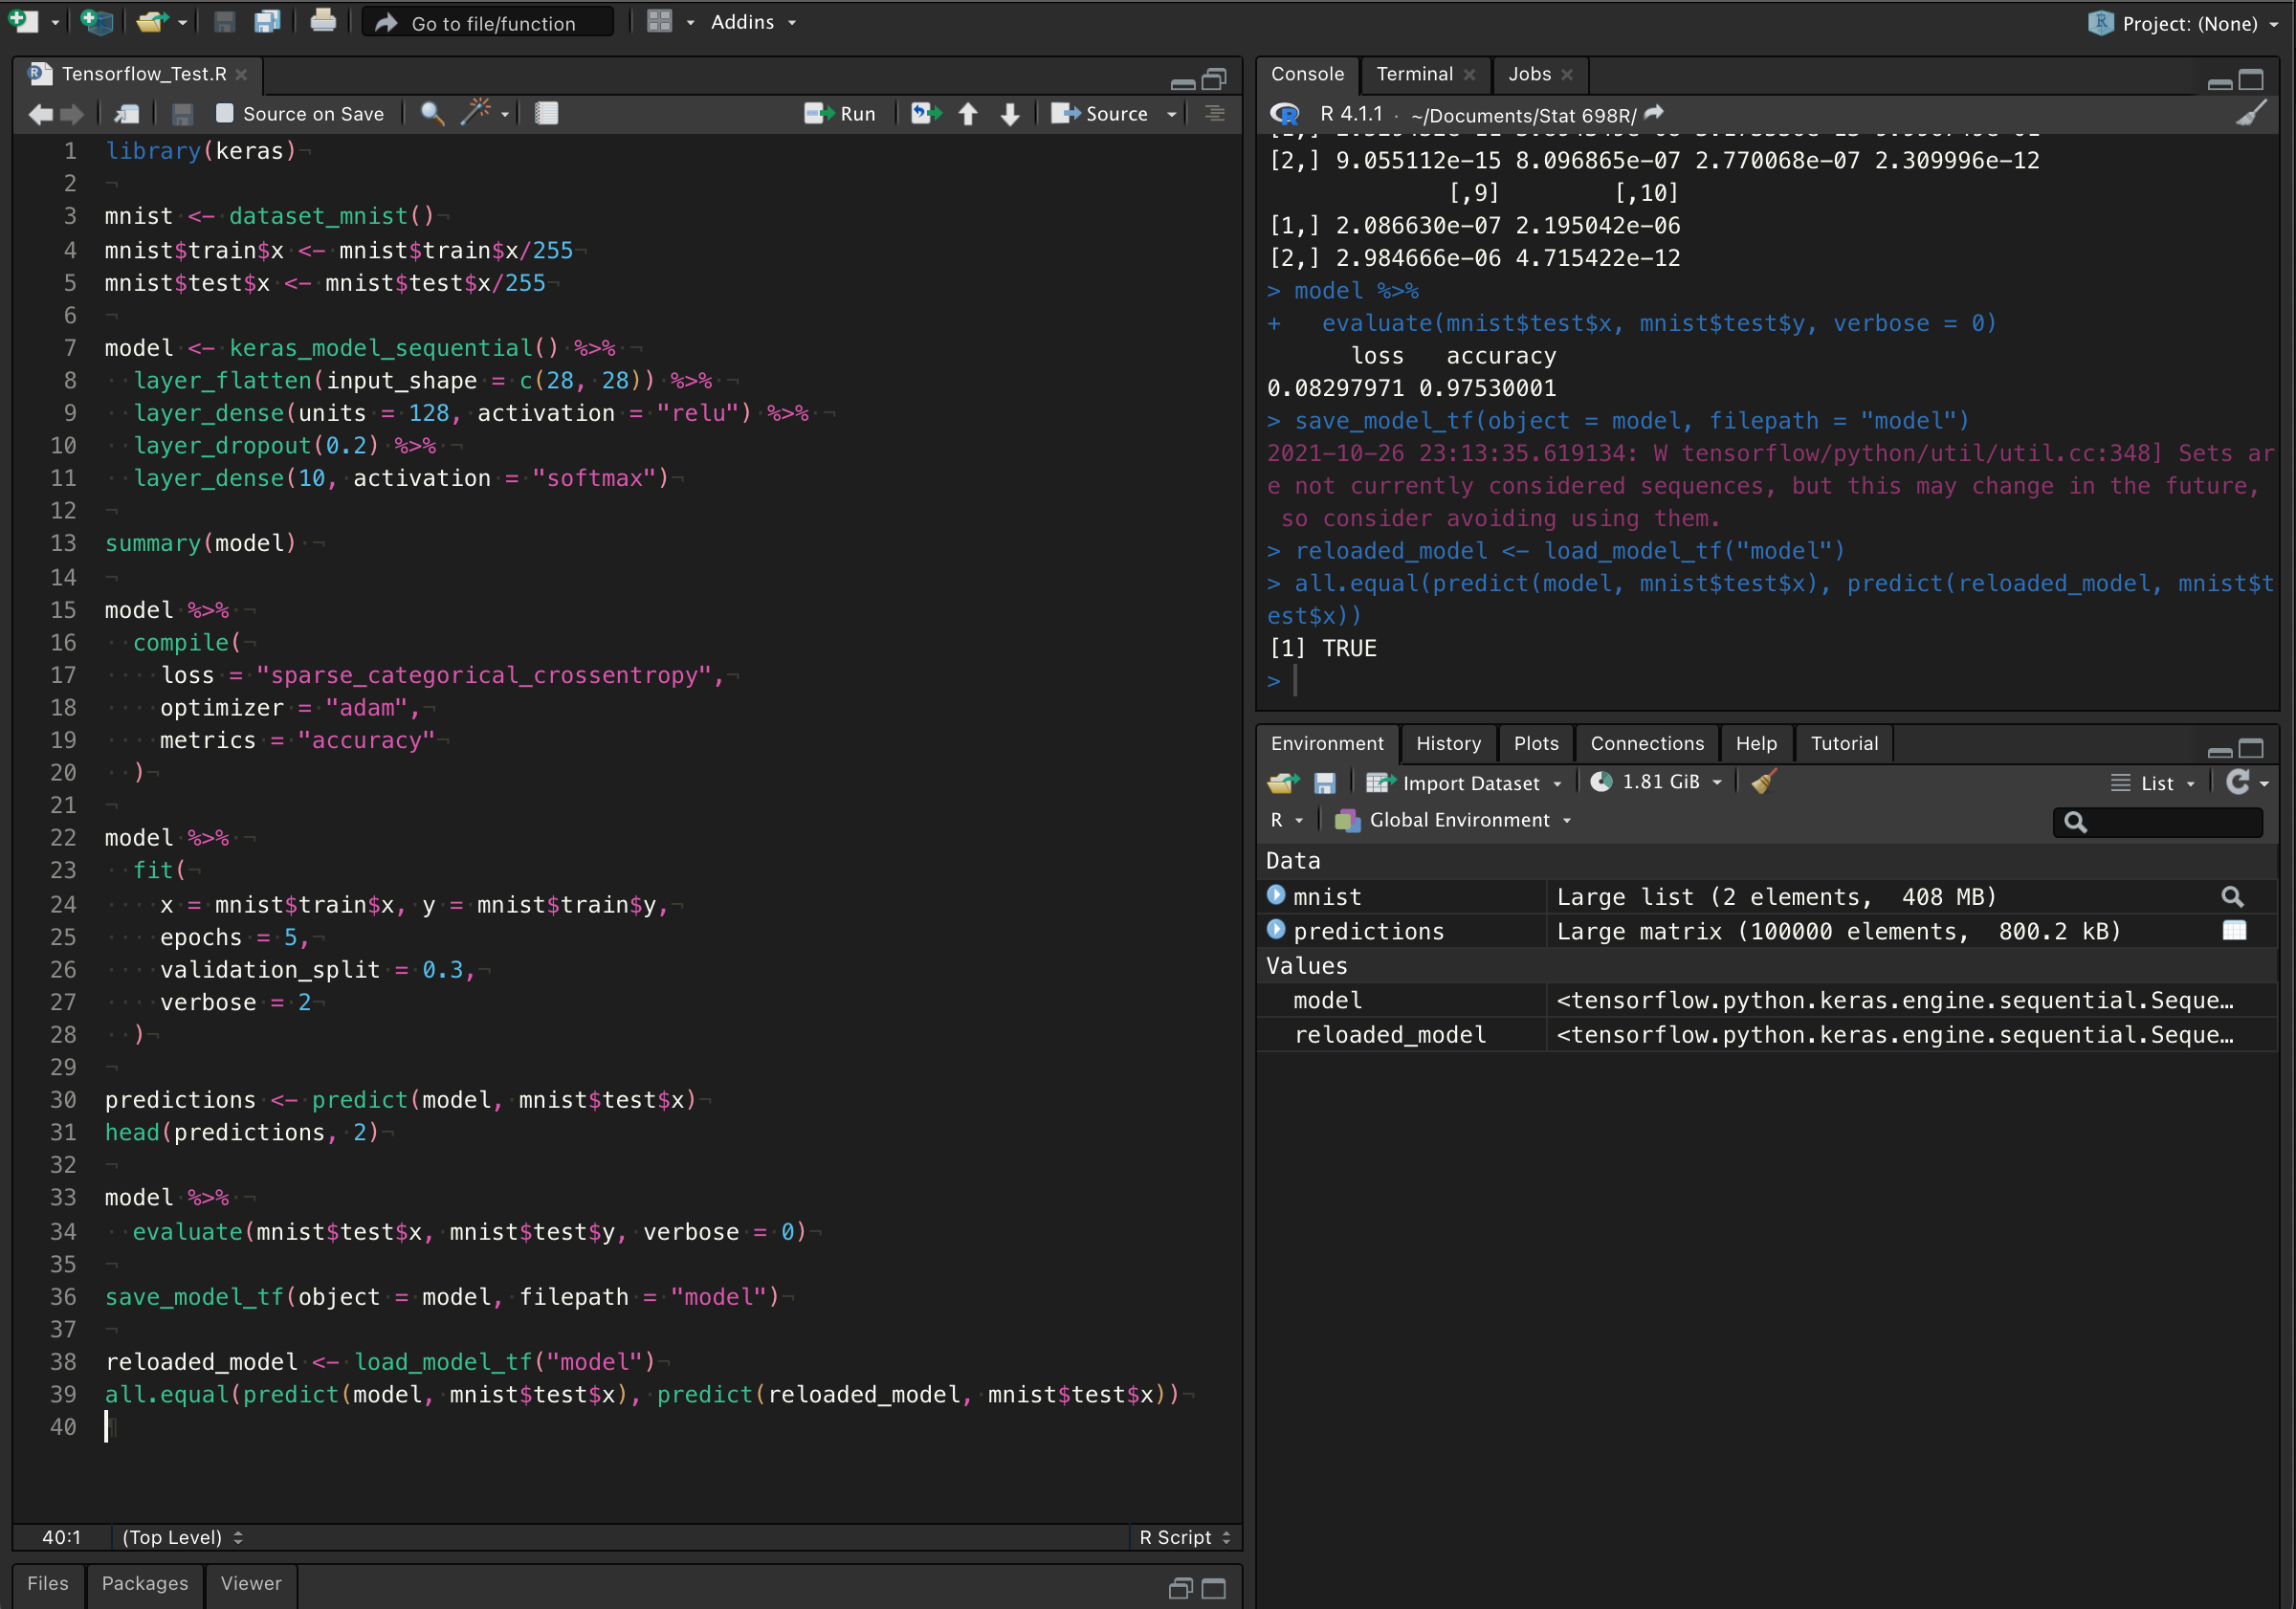 Go to file/function
Addins
Project: (None)
Tensorflow_Test.R
Source on Save
Run
Source
1 library(keras)
2
3 mnist <- dataset_mnist()
4 mnist$train$x <- mnist$train$x/255
5 mnist$test$x <- mnist$test$x/255
6
7 model <- keras_model_sequential() %>%
8 layer_flatten(input_shape = c(28, 28)) %>%
9 layer_dense(units = 128, activation = "relu") %>%
10 layer_dropout(0.2) %>%
11 layer_dense(10, activation = "softmax")
12
13 summary(model)
14
15 model %>%
16 compile(
17 loss = "sparse_categorical_crossentropy",
18 optimizer = "adam",
19 metrics = "accuracy"
20 )
21
22 model %>%
23 fit(
24 x = mnist$train$x, y = mnist$train$y,
25 epochs = 5,
26 validation_split = 0.3,
27 verbose = 2
28 )
29
30 predictions <- predict(model, mnist$test$x)
31 head(predictions, 2)
32
33 model %>%
34 evaluate(mnist$test$x, mnist$test$y, verbose = 0)
35
36 save_model_tf(object = model, filepath = "model")
37
38 reloaded_model <- load_model_tf("model")
39 all.equal(predict(model, mnist$test$x), predict(reloaded_model, mnist$test$x))
40
40:1 (Top Level) R Script
Files Packages Viewer
Console Terminal Jobs
R 4.1.1 · ~/Documents/Stat 698R/
[2,] 9.055112e-15 8.096865e-07 2.770068e-07 2.309996e-12
[,9] [,10]
[1,] 2.086630e-07 2.195042e-06
[2,] 2.984666e-06 4.715422e-12
> model %>%
+ evaluate(mnist$test$x, mnist$test$y, verbose = 0)
loss accuracy
0.08297971 0.97530001
> save_model_tf(object = model, filepath = "model")
2021-10-26 23:13:35.619134: W tensorflow/python/util/util.cc:348] Sets ar
e not currently considered sequences, but this may change in the future,
so consider avoiding using them.
> reloaded_model <- load_model_tf("model")
> all.equal(predict(model, mnist$test$x), predict(reloaded_model, mnist$t
est$x))
[1] TRUE
>
Environment History Plots Connections Help Tutorial
Import Dataset 1.81 GiB List
R Global Environment
Data
mnist Large list (2 elements, 408 MB)
predictions Large matrix (100000 elements, 800.2 kB)
Values
model <tensorflow.python.keras.engine.sequential.Seque…
reloaded_model <tensorflow.python.keras.engine.sequential.Seque…